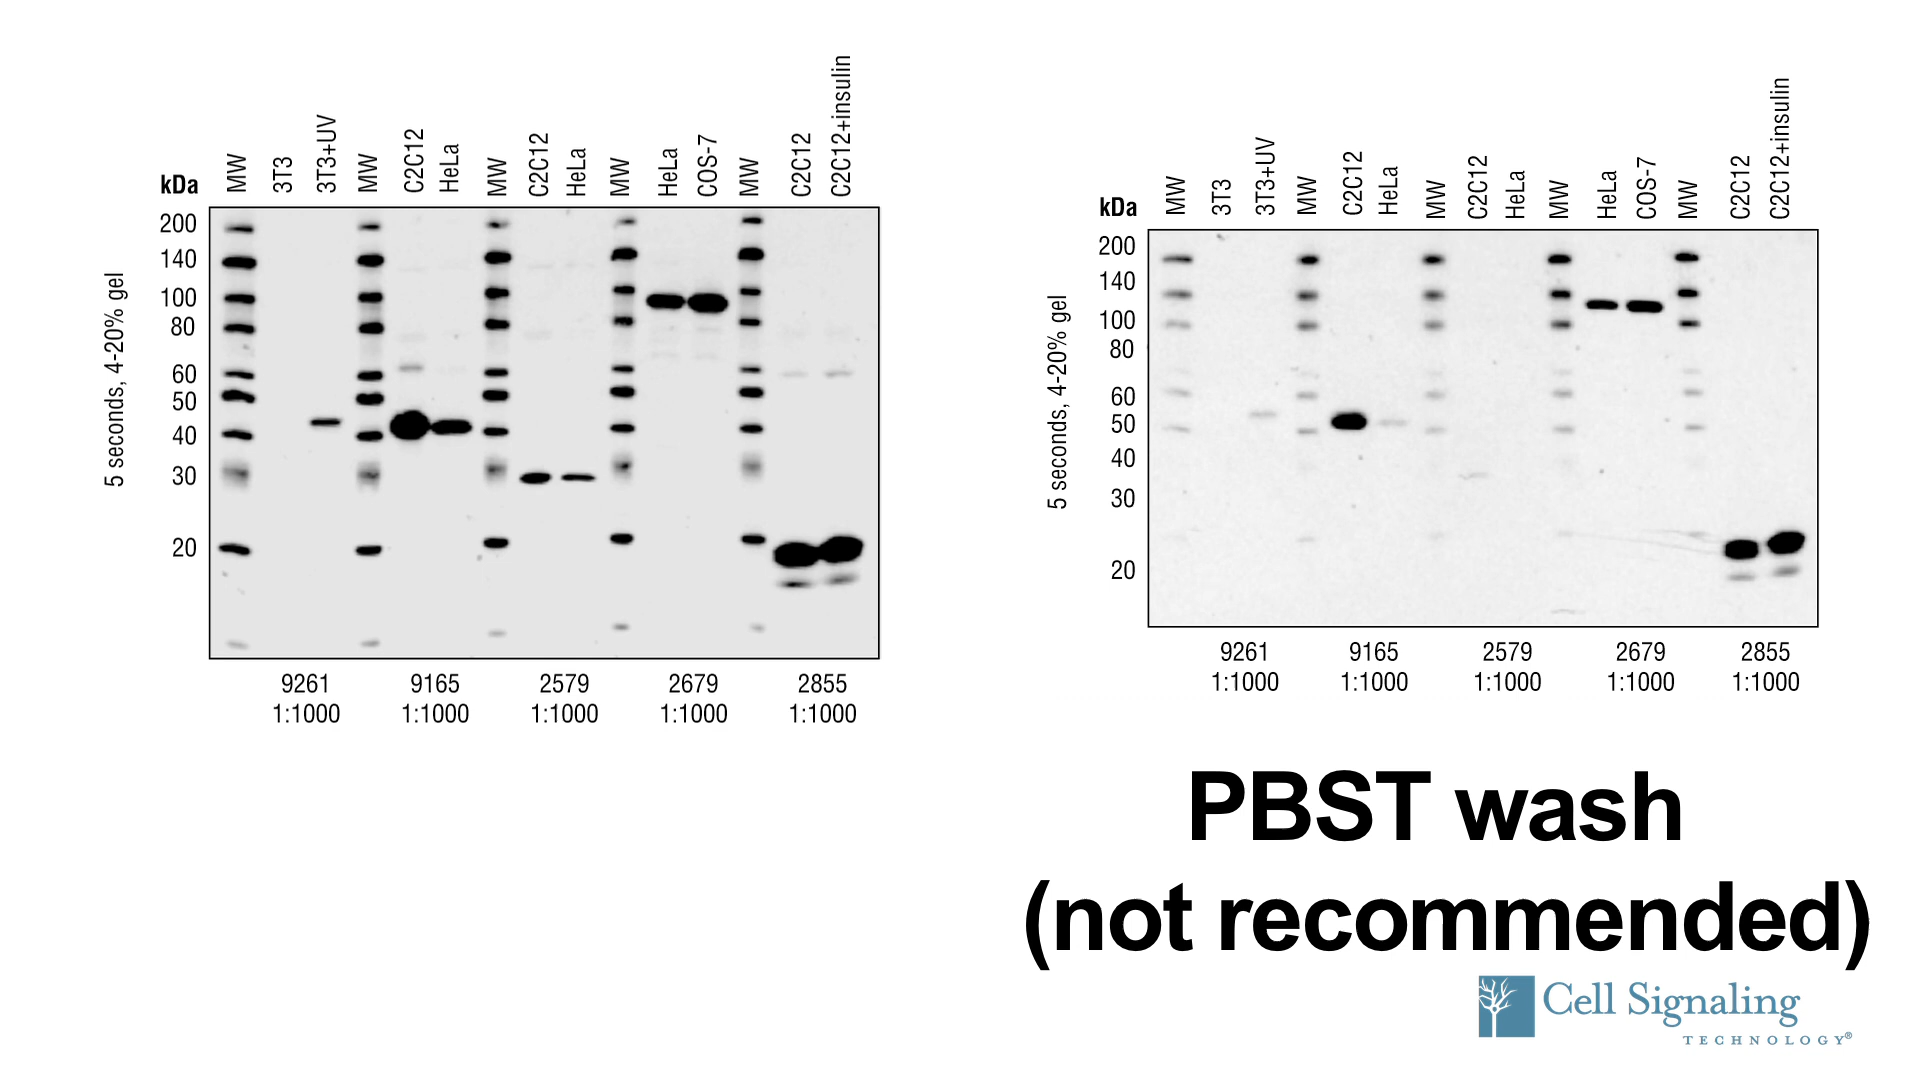 kDa
MW
3T3
3T3+UV
MW
C2C12
HeLa
MW
C2C12
HeLa
MW
HeLa
COS-7
MW
C2C12
C2C12+insulin
200
140
100
80
60
50
40
30
20
5 seconds, 4-20% gel
9261 9165 2579 2679 2855
1:1000 1:1000 1:1000 1:1000 1:1000
kDa
MW
3T3
3T3+UV
MW
C2C12
HeLa
MW
C2C12
HeLa
MW
HeLa
COS-7
MW
C2C12
C2C12+insulin
200
140
100
80
60
50
40
30
20
5 seconds, 4-20% gel
9261 9165 2579 2679 2855
1:1000 1:1000 1:1000 1:1000 1:1000
PBST wash
(not recommended)
Cell Signaling
TECHNOLOGY®